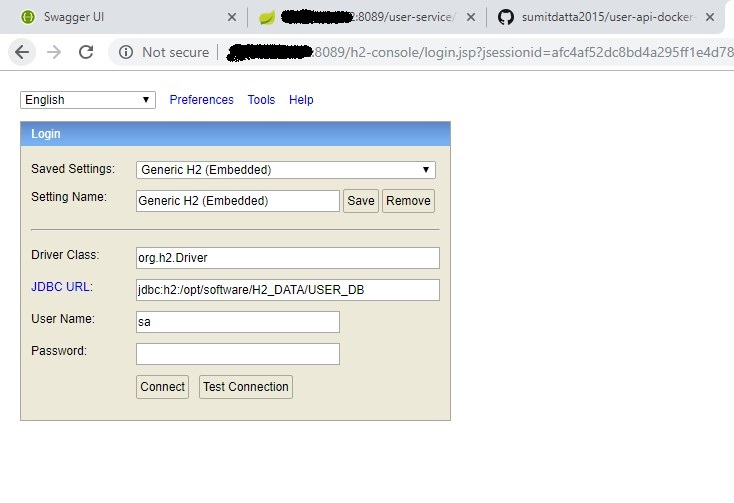 Swagger UI
2:8089/user-service/
sumitdatta2015/user-api-docker-
Not secure
:8089/h2-console/login.jsp?jsessionid=afc4af52dc8bd4a295ff1e4d78
English Preferences Tools Help
Login
Saved Settings: Generic H2 (Embedded)
Setting Name: Generic H2 (Embedded) Save Remove
Driver Class: org.h2.Driver
JDBC URL: jdbc:h2:/opt/software/H2_DATA/USER_DB
User Name: sa
Password:
Connect Test Connection